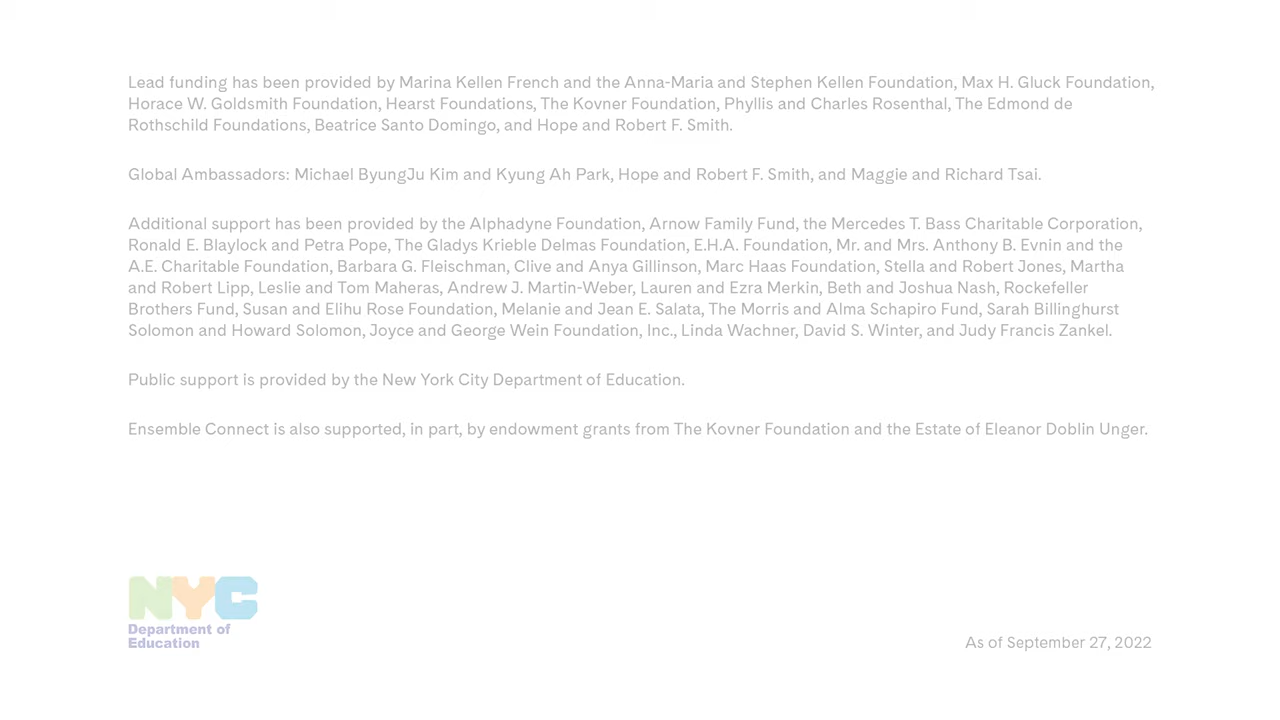 Lead funding has been provided by Marina Kellen French and the Anna-Maria and Stephen Kellen Foundation, Max H. Gluck Foundation,
Horace W. Goldsmith Foundation, Hearst Foundations, The Kovner Foundation, Phyllis and Charles Rosenthal, The Edmond de
Rothschild Foundations, Beatrice Santo Domingo, and Hope and Robert F. Smith.
Global Ambassadors: Michael ByungJu Kim and Kyung Ah Park, Hope and Robert F. Smith, and Maggie and Richard Tsai.
Additional support has been provided by the Alphadyne Foundation, Arnow Family Fund, the Mercedes T. Bass Charitable Corporation,
Ronald E. Blaylock and Petra Pope, The Gladys Krieble Delmas Foundation, E.H.A. Foundation, Mr. and Mrs. Anthony B. Evnin and the
A.E. Charitable Foundation, Barbara G. Fleischman, Clive and Anya Gillinson, Marc Haas Foundation, Stella and Robert Jones, Martha
and Robert Lipp, Leslie and Tom Maheras, Andrew J. Martin-Weber, Lauren and Ezra Merkin, Beth and Joshua Nash, Rockefeller
Brothers Fund, Susan and Elihu Rose Foundation, Melanie and Jean E. Salata, The Morris and Alma Schapiro Fund, Sarah Billinghurst
Solomon and Howard Solomon, Joyce and George Wein Foundation, Inc., Linda Wachner, David S. Winter, and Judy Francis Zankel.
Public support is provided by the New York City Department of Education.
Ensemble Connect is also supported, in part, by endowment grants from The Kovner Foundation and the Estate of Eleanor Doblin Unger.
NYC
Department of
Education
As of September 27, 2022